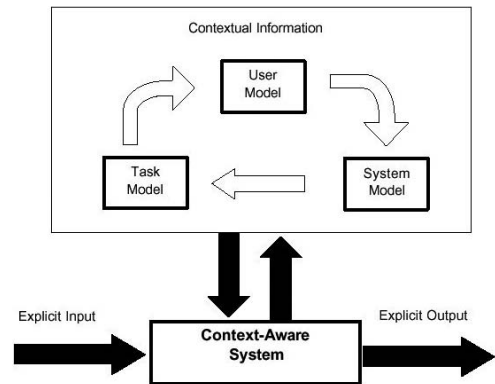 Contextual Information
User
Model
Task
Model
System
Model
Explicit Input
Explicit Output
Context-Aware
System